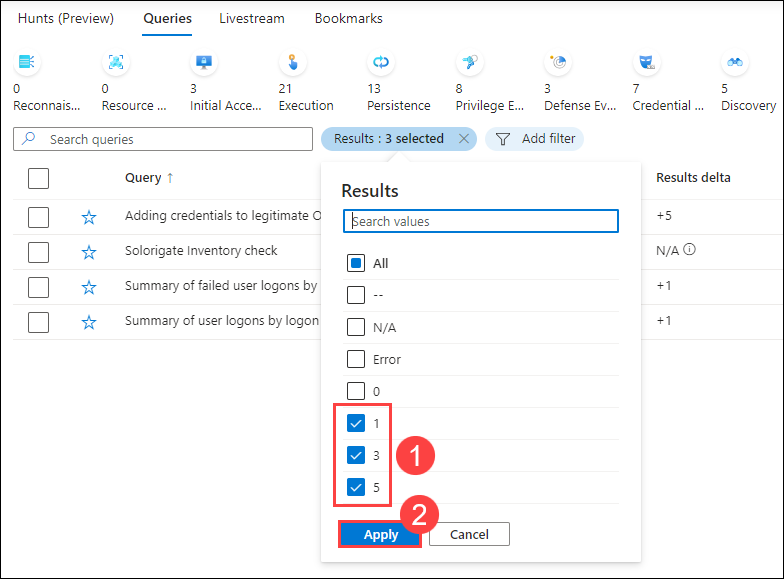 Hunts (Preview) Queries Livestream Bookmarks
0 0 3 21 13 8 3 7 5
Reconnais... Resource ... Initial Acce... Execution Persistence Privilege E... Defense Ev... Credential ... Discovery
Search queries Results : 3 selected Add filter
Query ↑ Results delta
Adding credentials to legitimate O +5
Solorigate Inventory check N/A
Summary of failed user logons by +1
Summary of user logons by logon +1
Results
Search values
All
--
N/A
Error
0
1
3
5
1
2
Apply Cancel